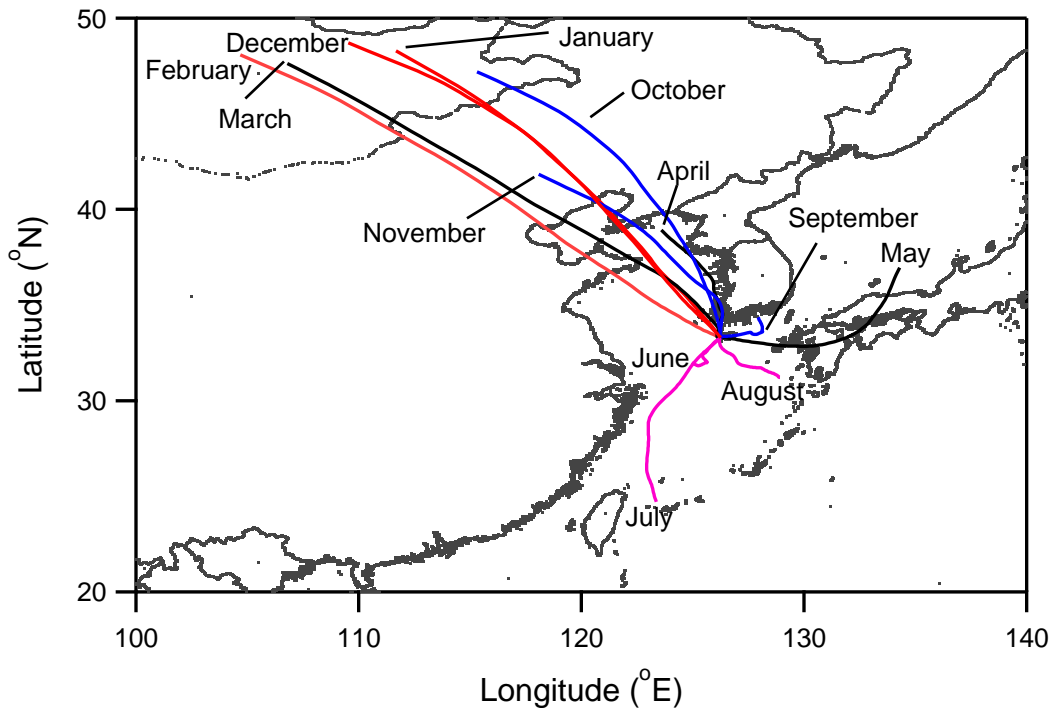 50
December
January
February
October
March
April
40
November
September
May
June
August
30
July
20
100
110
120
130
140
Latitude (°N)
Longitude (°E)